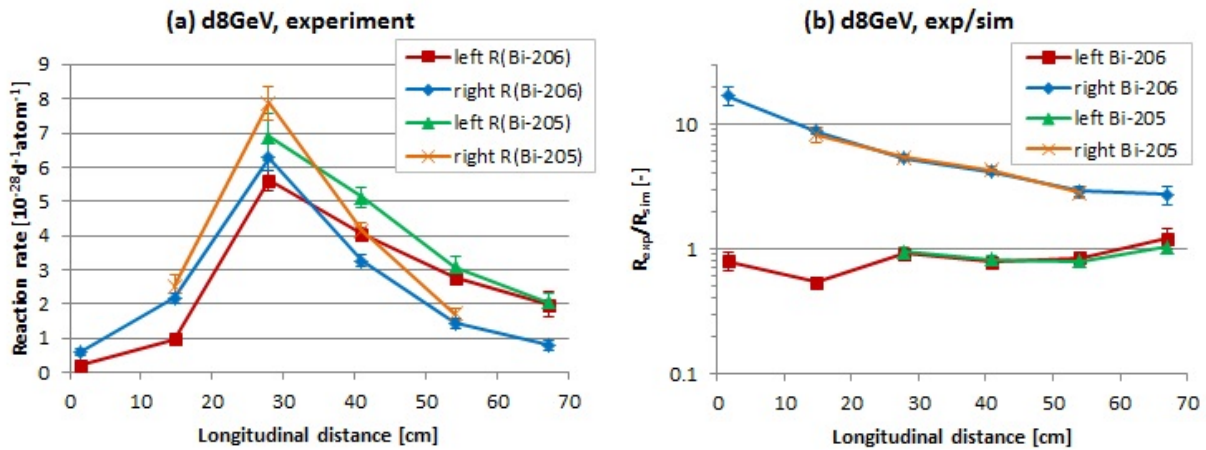 (a) d8GeV, experiment
left R(Bi-206)
right R(Bi-206)
left R(Bi-205)
right R(Bi-205)
Reaction rate [10⁻²⁸d⁻¹atom⁻¹]
9
8
7
6
5
4
3
2
1
0
0 10 20 30 40 50 60 70
Longitudinal distance [cm]
(b) d8GeV, exp/sim
left Bi-206
right Bi-206
left Bi-205
right Bi-205
R_exp/R_sim [-]
10
1
0.1
0 10 20 30 40 50 60 70
Longitudinal distance [cm]